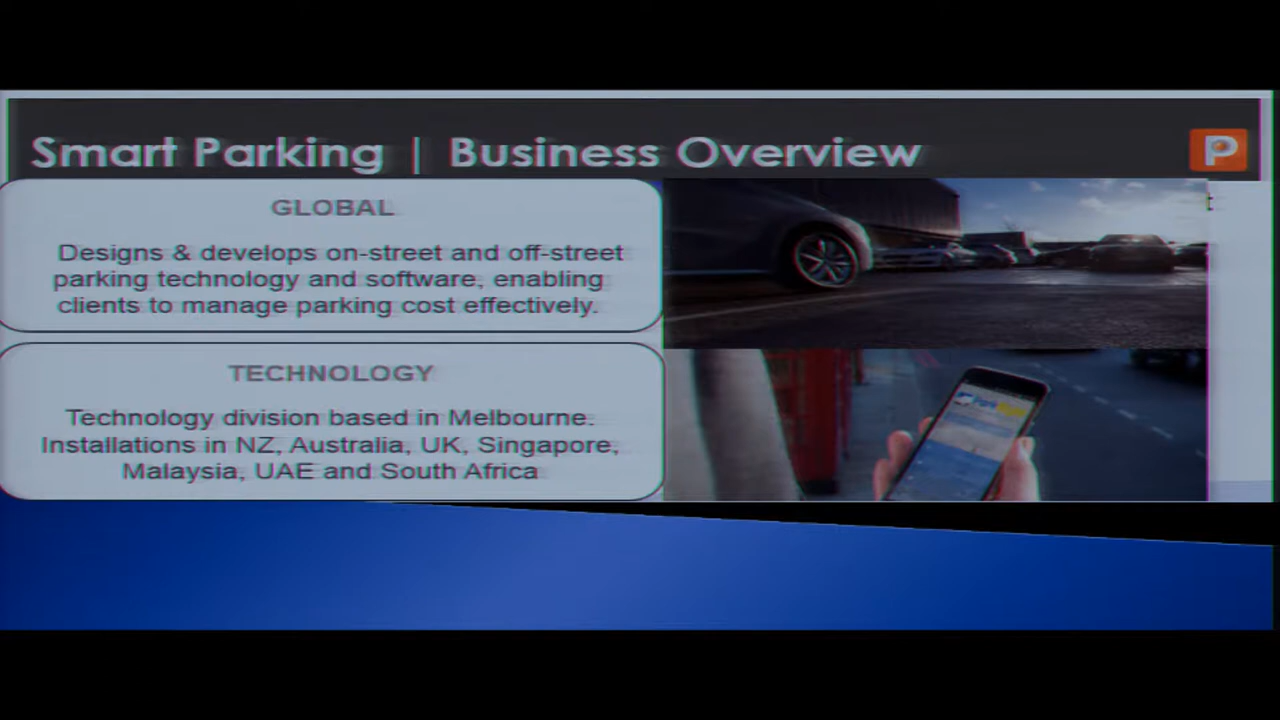 Smart Parking | Business Overview
P
GLOBAL
Designs & develops on-street and off-street
parking technology and software, enabling
clients to manage parking cost effectively.
TECHNOLOGY
Technology division based in Melbourne.
Installations in NZ, Australia, UK, Singapore,
Malaysia, UAE and South Africa
t